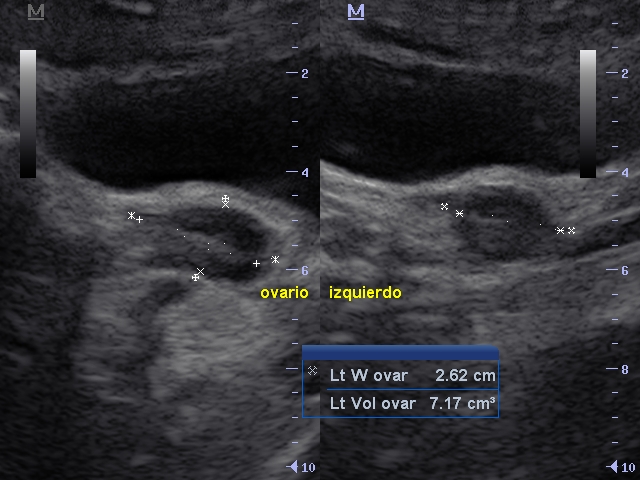 M M
2 2
4 4
6 6
ovario izquierdo
Lt W ovar 2.62 cm
8
Lt Vol ovar 7.17 cm³
10 10